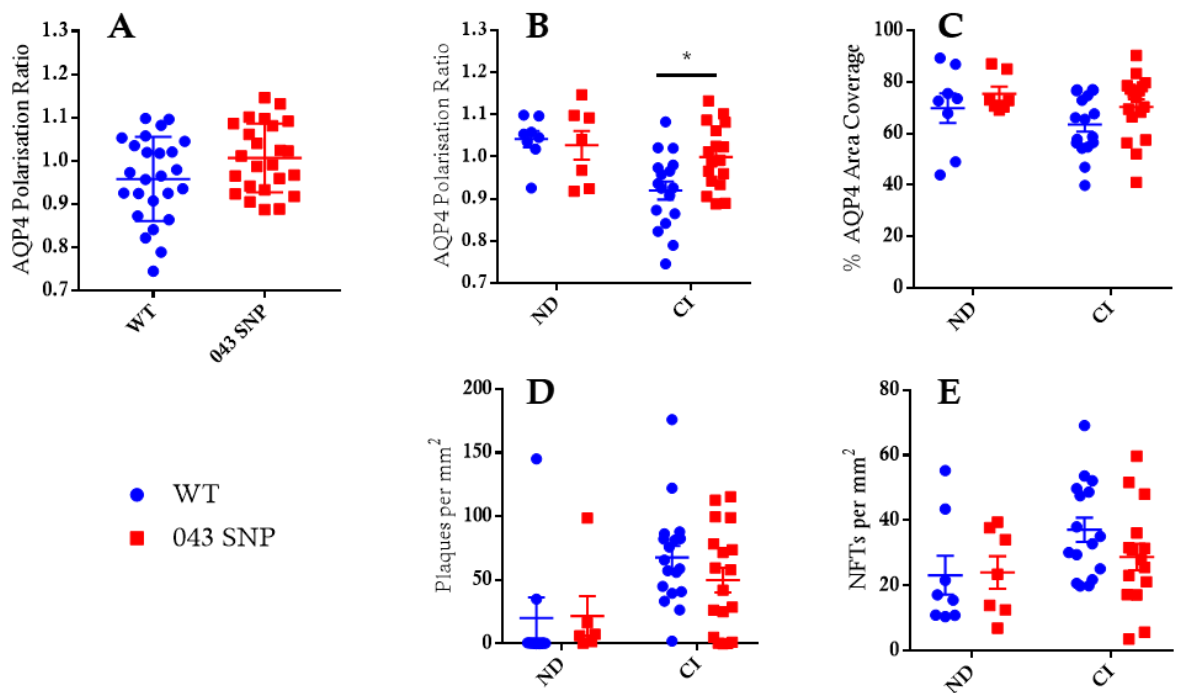 A
AQP4 Polarisation Ratio
1.3
1.2
1.1
1.0
0.9
0.8
0.7
WT
043 SNP
B
AQP4 Polarisation Ratio
1.3
1.2
1.1
1.0
0.9
0.8
0.7
*
ND
CI
C
% AQP4 Area Coverage
100
80
60
40
20
0
ND
CI
WT
043 SNP
D
Plaques per mm²
200
150
100
50
0
ND
CI
E
NFTs per mm²
80
60
40
20
0
ND
CI